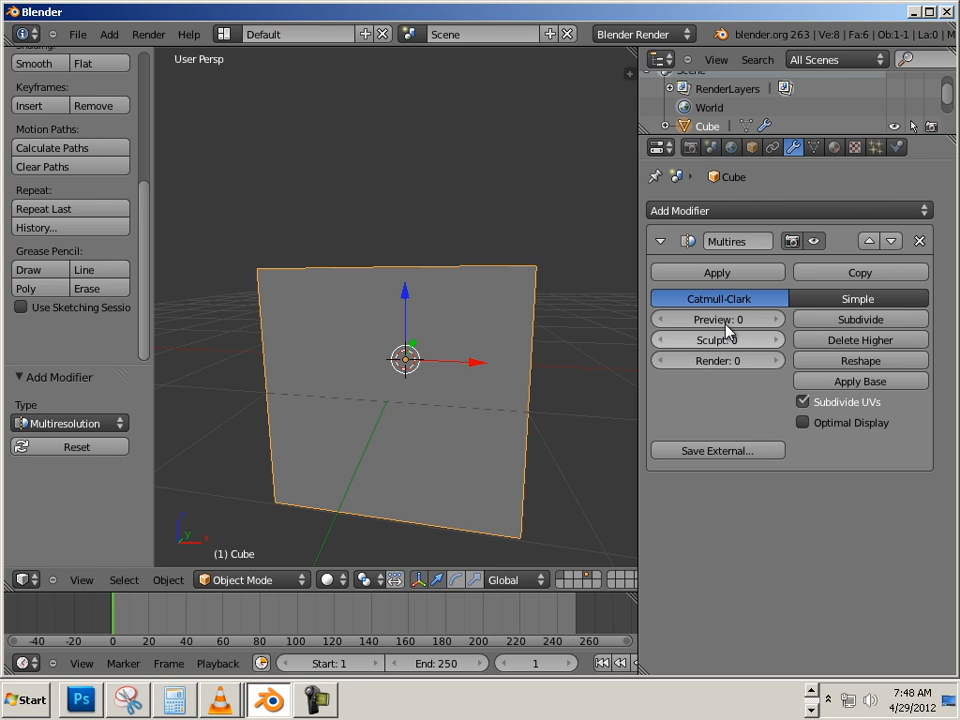 Blender
File Add Render Help Default Scene Blender Render blender.org 263 | Ve:8 | Fa:6 | Ob:1-1 | La:0 | M
Smooth Flat
Keyframes:
Insert Remove
Motion Paths:
Calculate Paths
Clear Paths
Repeat:
Repeat Last
History...
Grease Pencil:
Draw Line
Poly Erase
Use Sketching Sessio
Add Modifier
Type
Multiresolution
Reset
User Persp
(1) Cube
View Select Object Object Mode Global
-40 -20 0 20 40 60 80 100 120 140 160 180 200 220 240 260
View Marker Frame Playback Start: 1 End: 250 1
View Search All Scenes
RenderLayers |
World
Cube |
Cube
Add Modifier
Multires
Apply Copy
Catmull-Clark Simple
Preview: 0 Subdivide
Sculpt: 0 Delete Higher
Render: 0 Reshape
Apply Base
Subdivide UVs
Optimal Display
Save External...
Start Ps 7:48 AM
4/29/2012